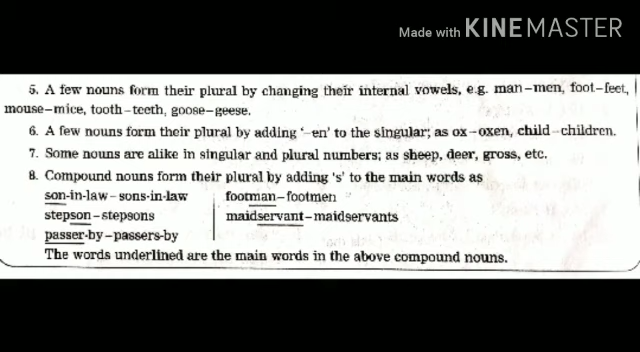 Made with KINEMASTER
5. A few nouns form their plural by changing their internal vowels, e.g. man–men, foot–feet,
mouse–mice, tooth–teeth, goose–geese.
6. A few nouns form their plural by adding '–en' to the singular; as ox–oxen, child–children.
7. Some nouns are alike in singular and plural numbers; as sheep, deer, gross, etc.
8. Compound nouns form their plural by adding 's' to the main words as
son-in-law – sons-in-law footman–footmen
stepson–stepsons maidservant–maidservants
passer-by–passers-by
The words underlined are the main words in the above compound nouns.